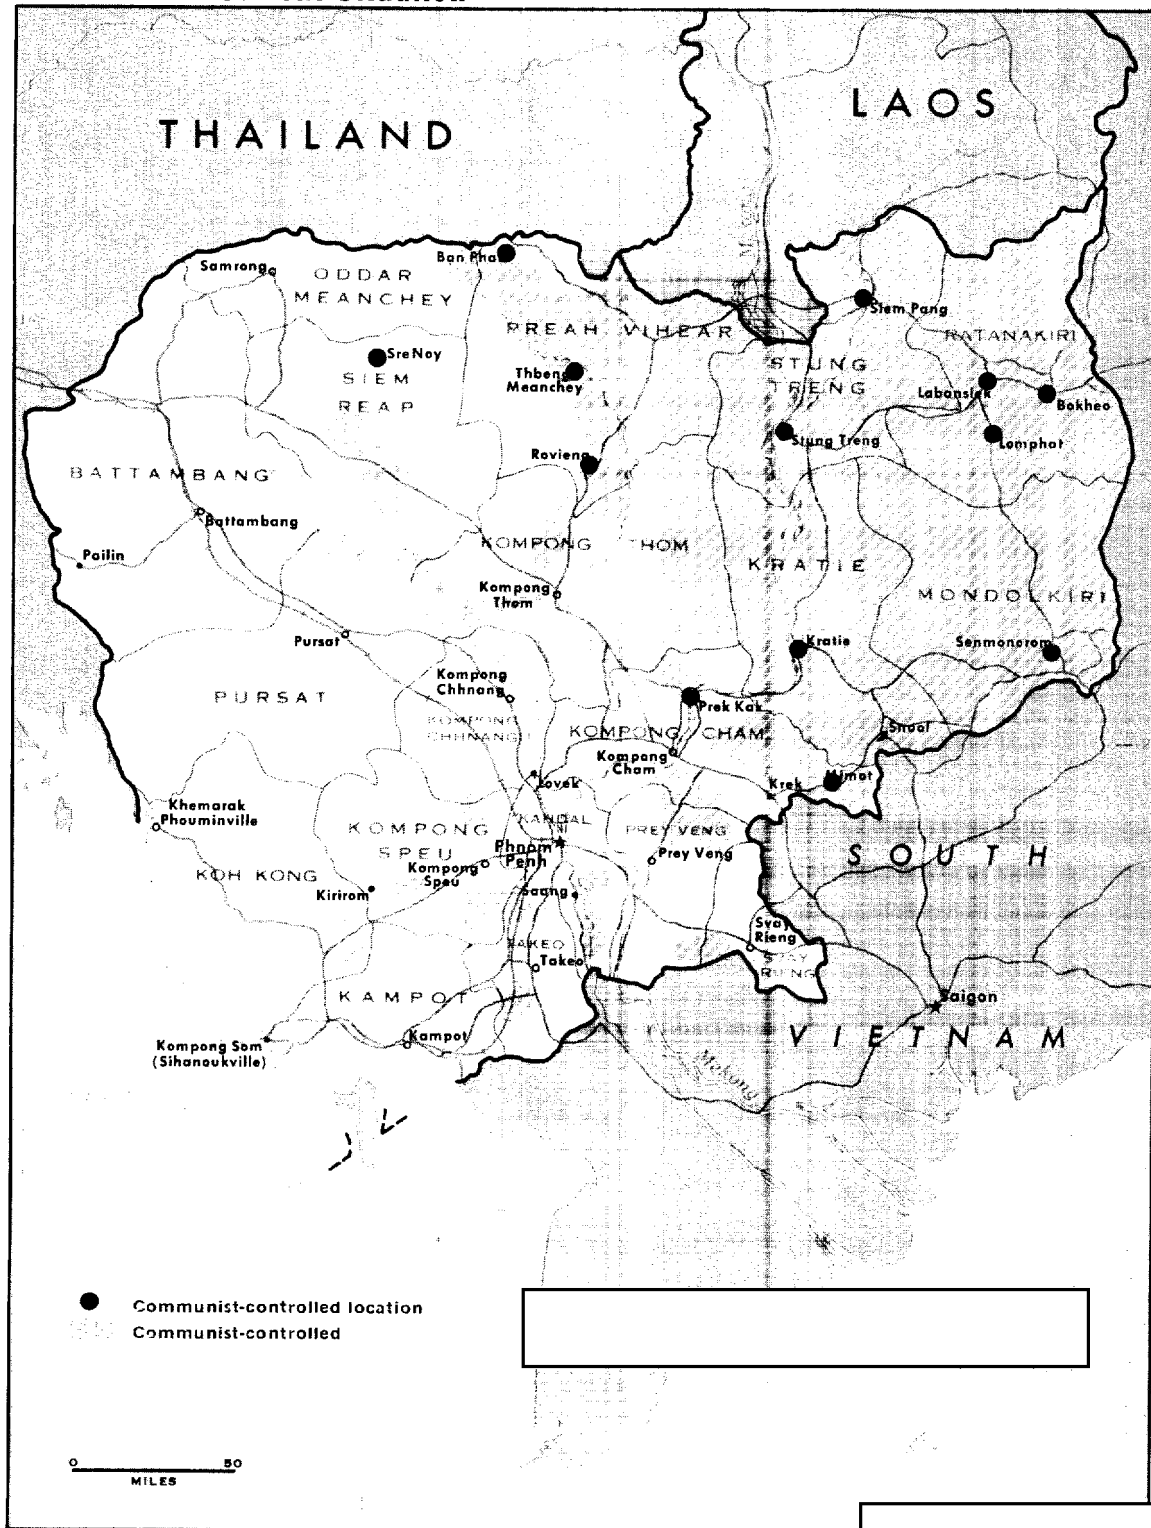 Situation
THAILAND
LAOS
Samrong
ODDAR
MEANCHEY
Siem Pang
PREAH VIHEAR
RATANAKIRI
Sre Noy
SIEM
REAP
Thbeng
Meanchey
STUNG
TRENG
Labansiek
Bokheo
Stung Treng
Lomphat
Rovieng
BATTAMBANG
Battambang
Pailin
KOMPONG THOM
KRATIE
Kompong
Thom
MONDOLKIRI
Pursat
Kratie
Senmonorom
Kompong
Chhnang
PURSAT
Prek Kak
KOMPONG
CHHNANG
KOMPONG CHAM
Snuol
Kompong
Cham
Lovek
Krek
Mimot
Khemarak
Phouminville
KOMPONG
SPEU
KANDAL
PREY VENG
Phnom
Penh
Prey Veng
SOUTH
KOH KONG
Kompong
Speu
Kirirom
Saang
Svay
Rieng
TAKEO
Takeo
SVAY
RIENG
KAMPOT
Saigon
Kompong Som
(Sihanoukville)
Kampot
VIETNAM
Mekong
Communist-controlled location
Communist-controlled
0 50
MILES